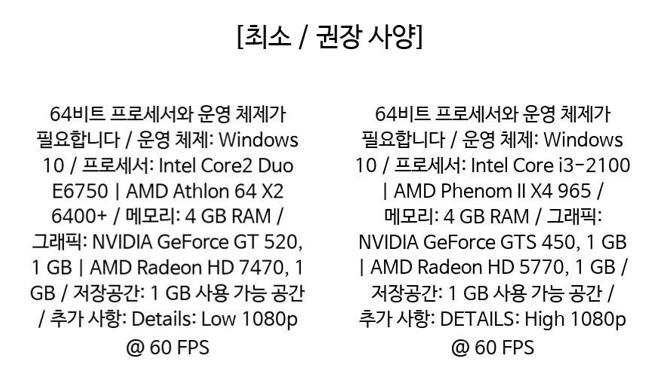 [최소 / 권장 사양]
64비트 프로세서와 운영 체제가
필요합니다 / 운영 체제: Windows
10 / 프로세서: Intel Core2 Duo
E6750 | AMD Athlon 64 X2
6400+ / 메모리: 4 GB RAM /
그래픽: NVIDIA GeForce GT 520,
1 GB | AMD Radeon HD 7470, 1
GB / 저장공간: 1 GB 사용 가능 공간
/ 추가 사항: Details: Low 1080p
@ 60 FPS
64비트 프로세서와 운영 체제가
필요합니다 / 운영 체제: Windows
10 / 프로세서: Intel Core i3-2100
| AMD Phenom II X4 965 /
메모리: 4 GB RAM / 그래픽:
NVIDIA GeForce GTS 450, 1 GB
| AMD Radeon HD 5770, 1 GB /
저장공간: 1 GB 사용 가능 공간 /
추가 사항: DETAILS: High 1080p
@ 60 FPS